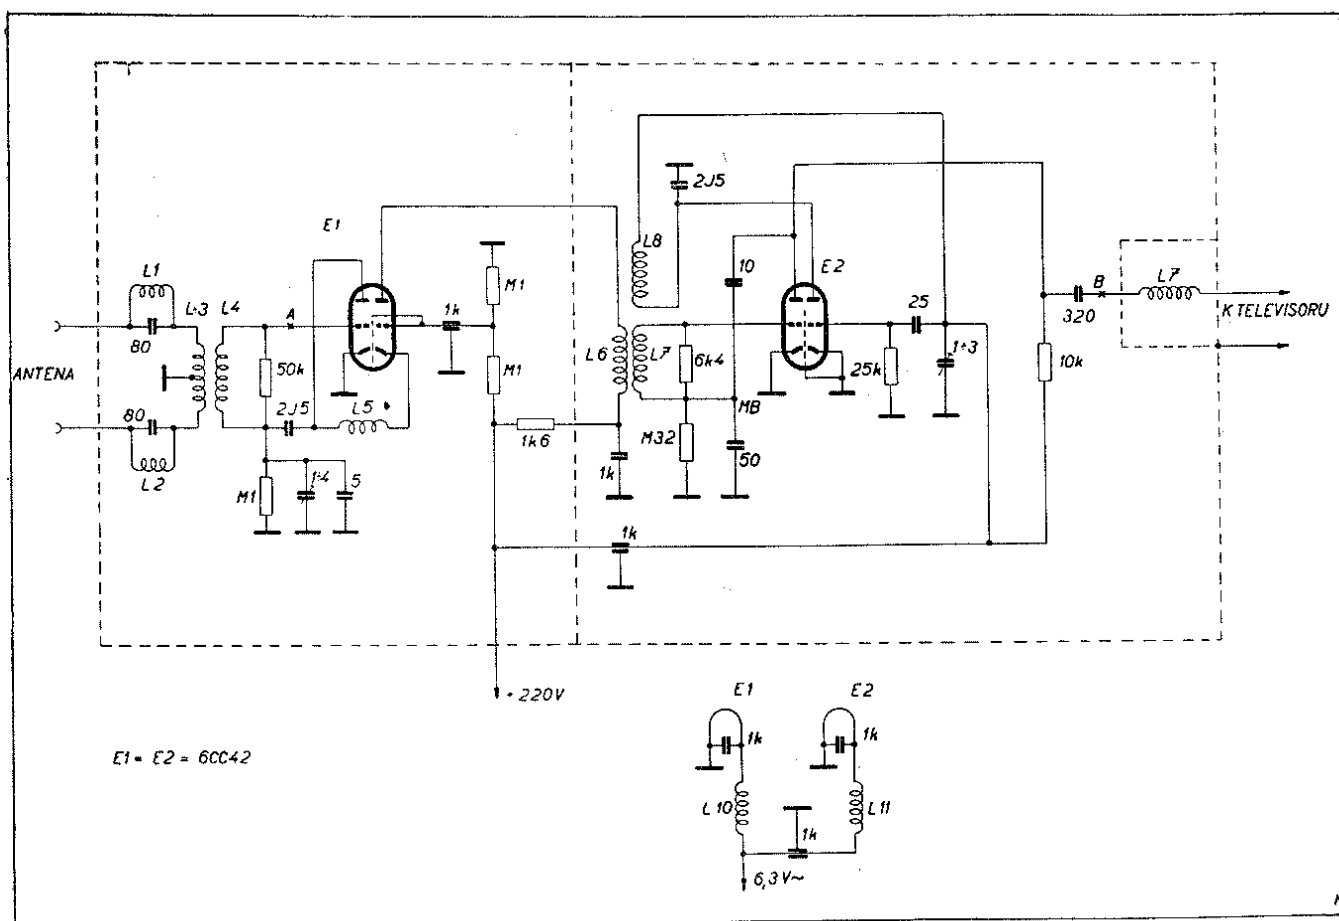 E1
L1
80
L3
L4
A
ANTENA
50k
80
L2
2J5
L5
M1
1÷4
5
1k
M1
M1
1k6
L8
2J5
10
E2
L6
L7
6k4
MB
M32
50
1k
1k
25
25k
1÷3
10k
320
B
L7
K TELEVISORU
+220V
E1 = E2 = 6CC42
E1
E2
1k
1k
L10
L11
1k
6,3V~